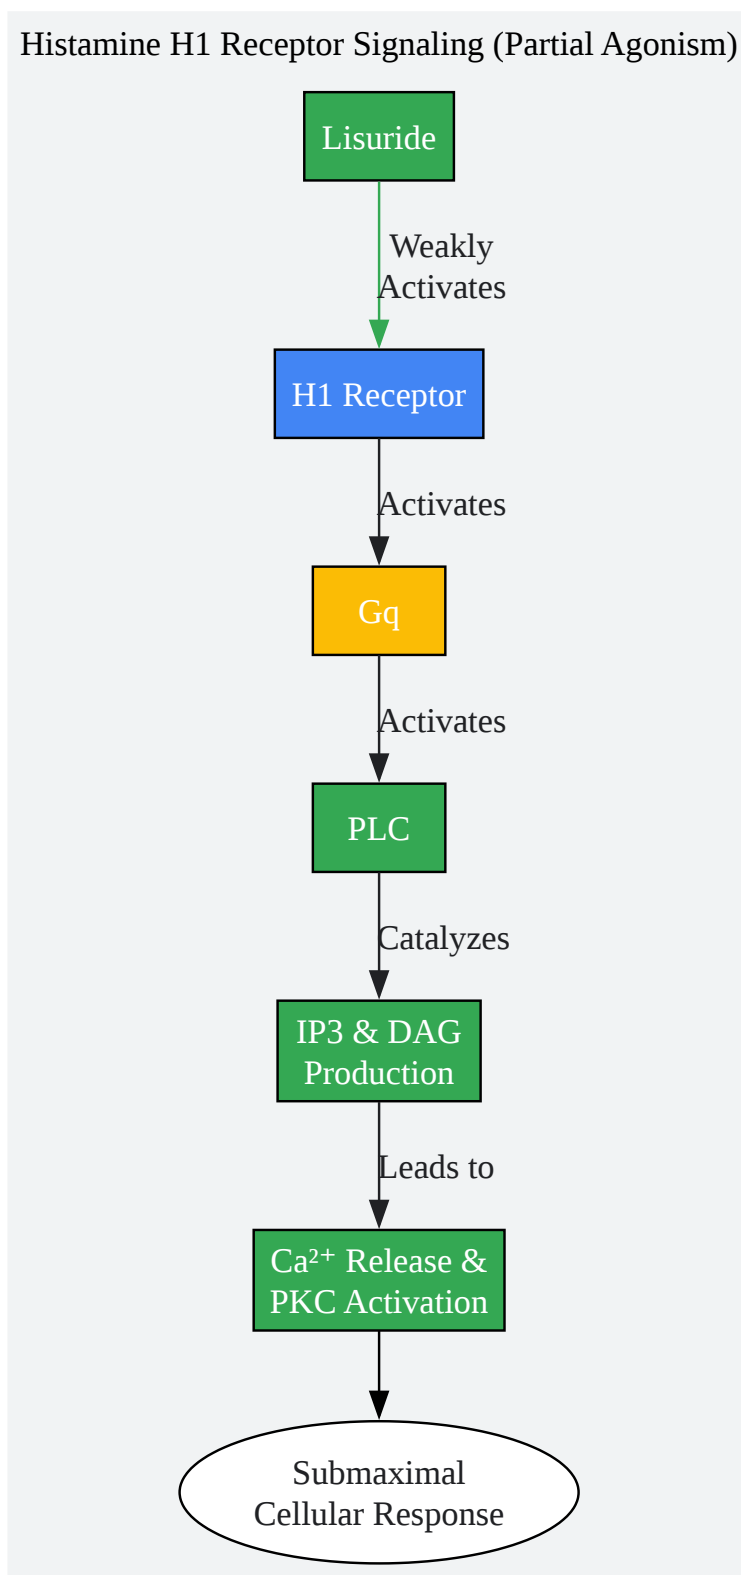 Histamine H1 Receptor Signaling (Partial Agonism)
Lisuride
Weakly
Activates
H1 Receptor
Activates
Gq
Activates
PLC
Catalyzes
IP3 & DAG
Production
Leads to
Ca²⁺ Release &
PKC Activation
Submaximal
Cellular Response